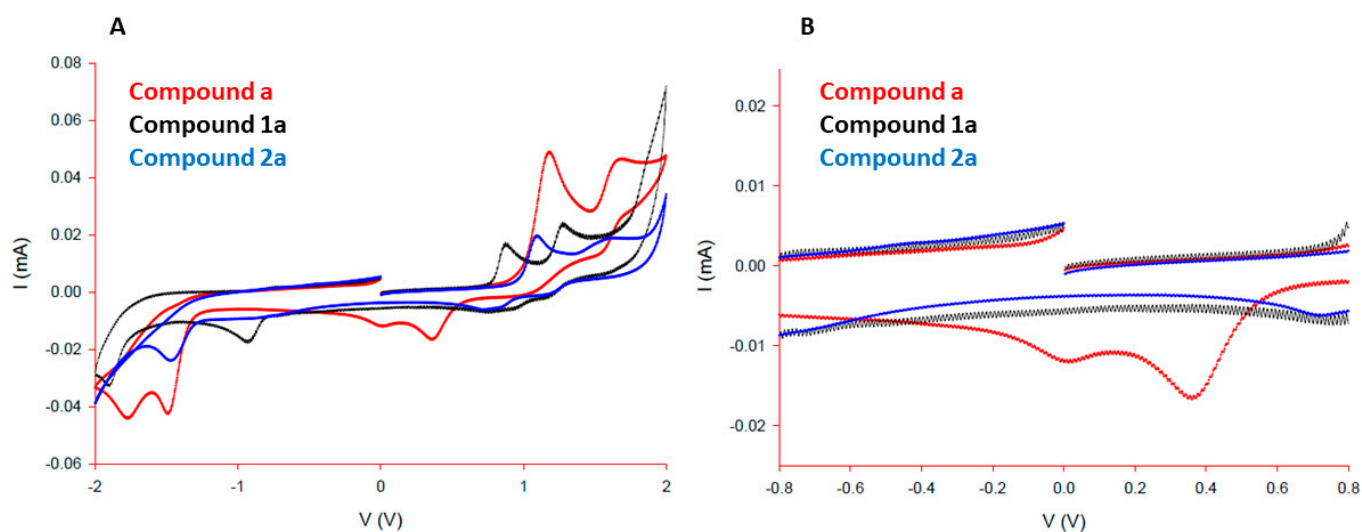 A
Compound a
Compound 1a
Compound 2a
0.08
0.06
0.04
0.02
0.00
-0.02
-0.04
-0.06
I (mA)
-2
-1
0
1
2
V (V)
B
Compound a
Compound 1a
Compound 2a
0.02
0.01
0.00
-0.01
-0.02
I (mA)
-0.8
-0.6
-0.4
-0.2
0.0
0.2
0.4
0.6
0.8
V (V)